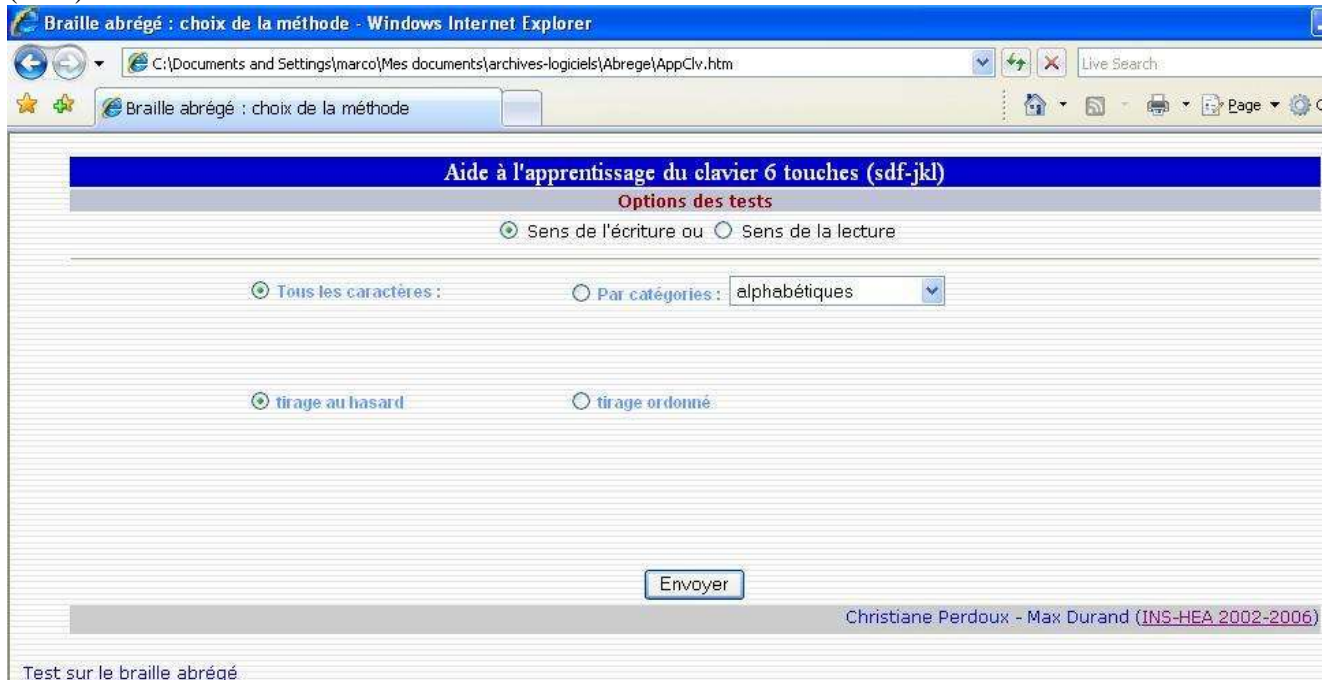 Braille abrégé : choix de la méthode - Windows Internet Explorer
C:\Documents and Settings\marco\Mes documents\archives-logiciels\Abrege\AppClv.htm
Live Search
Braille abrégé : choix de la méthode
Page
Aide à l'apprentissage du clavier 6 touches (sdf-jkl)
Options des tests
Sens de l'écriture ou Sens de la lecture
Tous les caractères : Par catégories : alphabétiques
tirage au hasard tirage ordonné
Envoyer
Christiane Perdoux - Max Durand (INS-HEA 2002-2006)
Test sur le braille abrégé